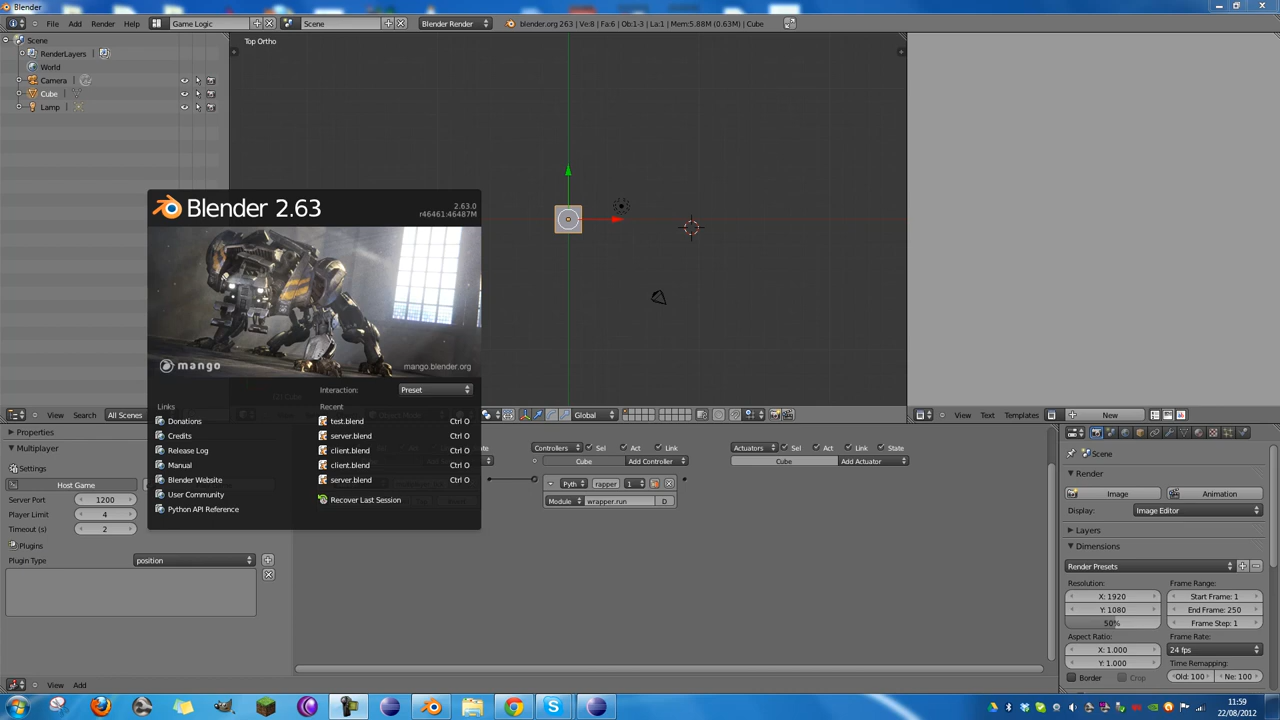 Blender
File Add Render Help Game Logic Scene Blender Render blender.org 263 | Ve:8 | Fa:6 | Ob:1-3 | La:1 | Mem:5.88M (0.63M) | Cube
Scene
RenderLayers
World
Camera
Cube
Lamp
Top Ortho
Blender 2.63
2.63.0
r46461:46487M
mango
mango.blender.org
Interaction: Preset
Links
Donations
Credits
Release Log
Manual
Blender Website
User Community
Python API Reference
Recent
test.blend Ctrl O
server.blend Ctrl O
client.blend Ctrl O
client.blend Ctrl O
server.blend Ctrl O
Recover Last Session
View Search All Scenes
Global
View Text Templates New
Properties
Multiplayer
Settings
Host Game
Server Port 1200
Player Limit 4
Timeout (s) 2
Plugins
Plugin Type position
Controllers Sel Act Link
Cube Add Controller
Pyth rapper 1
Module wrapper.run D
Actuators Sel Act Link State
Cube Add Actuator
View Add
Scene
Render
Image Animation
Display: Image Editor
Layers
Dimensions
Render Presets
Resolution: Frame Range:
X: 1920 Start Frame: 1
Y: 1080 End Frame: 250
50% Frame Step: 1
Aspect Ratio: Frame Rate:
X: 1.000 24 fps
Y: 1.000 Time Remapping:
Border Crop Old: 100 Ne: 100
11:59
22/08/2012